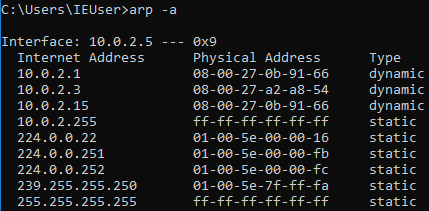 C:\Users\IEUser>arp -a
Interface: 10.0.2.5 --- 0x9
Internet Address Physical Address Type
10.0.2.1 08-00-27-0b-91-66 dynamic
10.0.2.3 08-00-27-a2-a8-54 dynamic
10.0.2.15 08-00-27-0b-91-66 dynamic
10.0.2.255 ff-ff-ff-ff-ff-ff static
224.0.0.22 01-00-5e-00-00-16 static
224.0.0.251 01-00-5e-00-00-fb static
224.0.0.252 01-00-5e-00-00-fc static
239.255.255.250 01-00-5e-7f-ff-fa static
255.255.255.255 ff-ff-ff-ff-ff-ff static